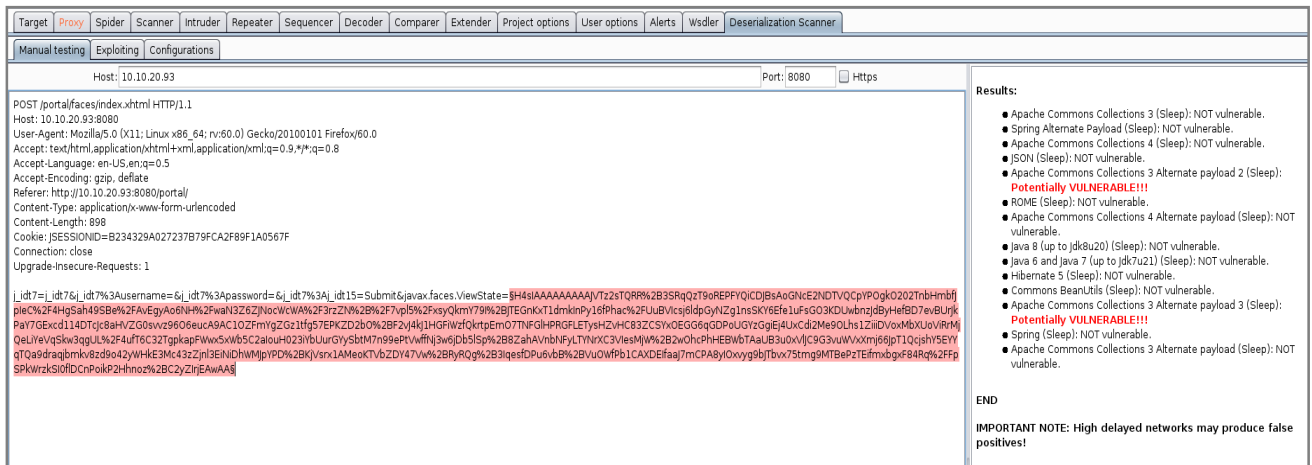 Target Proxy Spider Scanner Intruder Repeater Sequencer Decoder Comparer Extender Project options User options Alerts Wsdler Deserialization Scanner
Manual testing Exploiting Configurations
Host: 10.10.20.93 Port: 8080 Https
POST /portal/faces/index.xhtml HTTP/1.1
Host: 10.10.20.93:8080
User-Agent: Mozilla/5.0 (X11; Linux x86_64; rv:60.0) Gecko/20100101 Firefox/60.0
Accept: text/html,application/xhtml+xml,application/xml;q=0.9,*/*;q=0.8
Accept-Language: en-US,en;q=0.5
Accept-Encoding: gzip, deflate
Referer: http://10.10.20.93:8080/portal/
Content-Type: application/x-www-form-urlencoded
Content-Length: 898
Cookie: JSESSIONID=B234329A027237B79FCA2F89F1A0567F
Connection: close
Upgrade-Insecure-Requests: 1
j_idt7=j_idt7&j_idt7%3Ausername=&j_idt7%3Apassword=&j_idt7%3Aj_idt15=Submit&javax.faces.ViewState=
Results:
Apache Commons Collections 3 (Sleep): NOT vulnerable.
Spring Alternate Payload (Sleep): NOT vulnerable.
Apache Commons Collections 4 (Sleep): NOT vulnerable.
JSON (Sleep): NOT vulnerable.
Apache Commons Collections 3 Alternate payload 2 (Sleep):
Potentially VULNERABLE!!!
ROME (Sleep): NOT vulnerable.
Apache Commons Collections 4 Alternate payload (Sleep): NOT
vulnerable.
Java 8 (up to Jdk8u20) (Sleep): NOT vulnerable.
Java 6 and Java 7 (up to Jdk7u21) (Sleep): NOT vulnerable.
Hibernate 5 (Sleep): NOT vulnerable.
Commons BeanUtils (Sleep): NOT vulnerable.
Apache Commons Collections 3 Alternate payload 3 (Sleep):
Potentially VULNERABLE!!!
Spring (Sleep): NOT vulnerable.
Apache Commons Collections 3 Alternate payload (Sleep): NOT
vulnerable.
END
IMPORTANT NOTE: High delayed networks may produce false
positives!